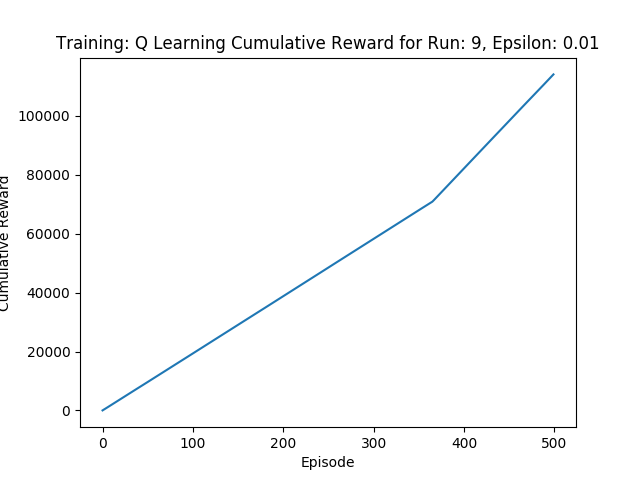 Training: Q Learning Cumulative Reward for Run: 9, Epsilon: 0.01
100000
80000
60000
40000
20000
0
Cumulative Reward
0 100 200 300 400 500
Episode